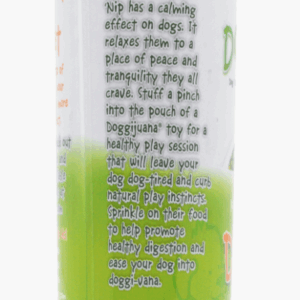 'Nip has a calming
effect on dogs. It
relaxes them to a
place of peace and
tranquility they all
crave. Stuff a pinch
into the pouch of a
Doggijuana® toy for a
healthy play session
that will leave your
dog dog-tired and cure
natural play instincts.
sprinkle on their food
to help promote
healthy digestion and
ease your dog into
doggi-vana.